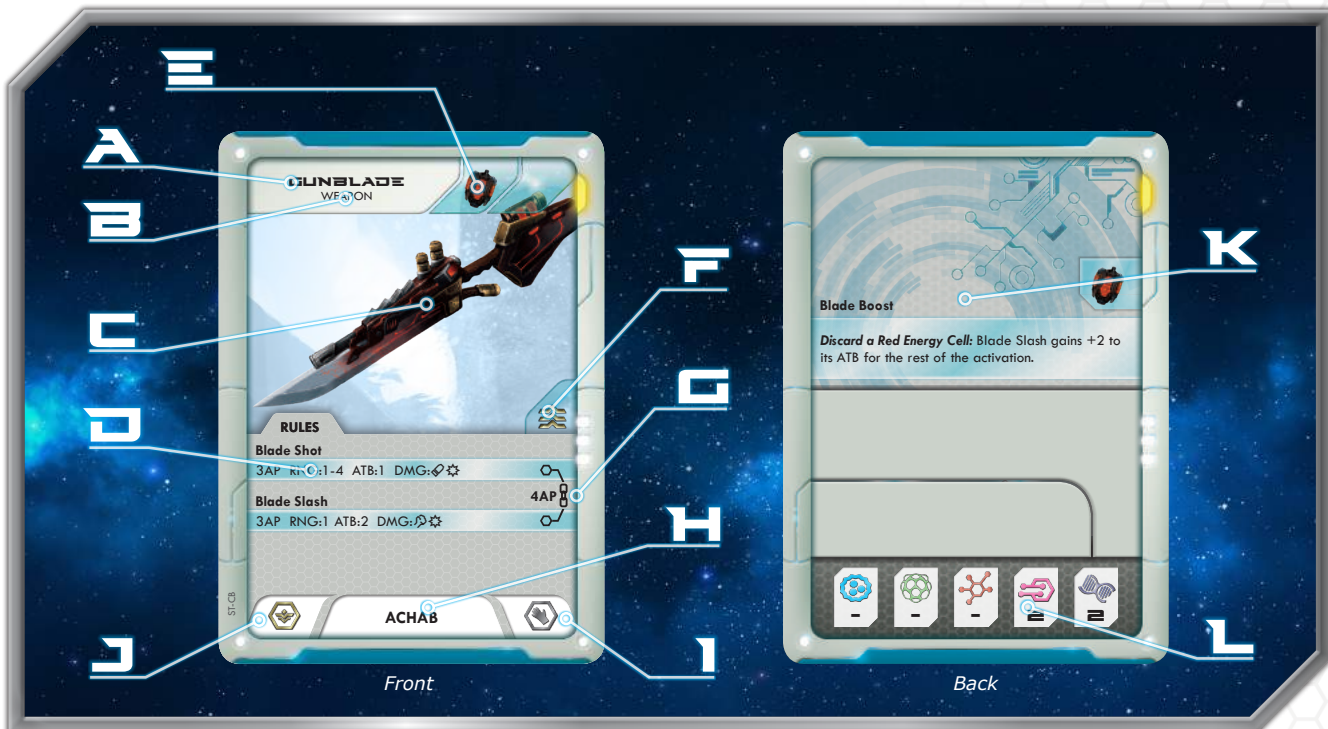 E
A
GUNBLADE
WEAPON
B
F
K
C
Blade Boost
Discard a Red Energy Cell: Blade Slash gains +2 to
its ATB for the rest of the activation.
G
D
RULES
Blade Shot
3AP RNG:1-4 ATB:1 DMG:
4AP
Blade Slash
3AP RNG:1 ATB:2 DMG:
H
ST-CB
ACHAB
- - - 2 2
J
I
L
Front
Back